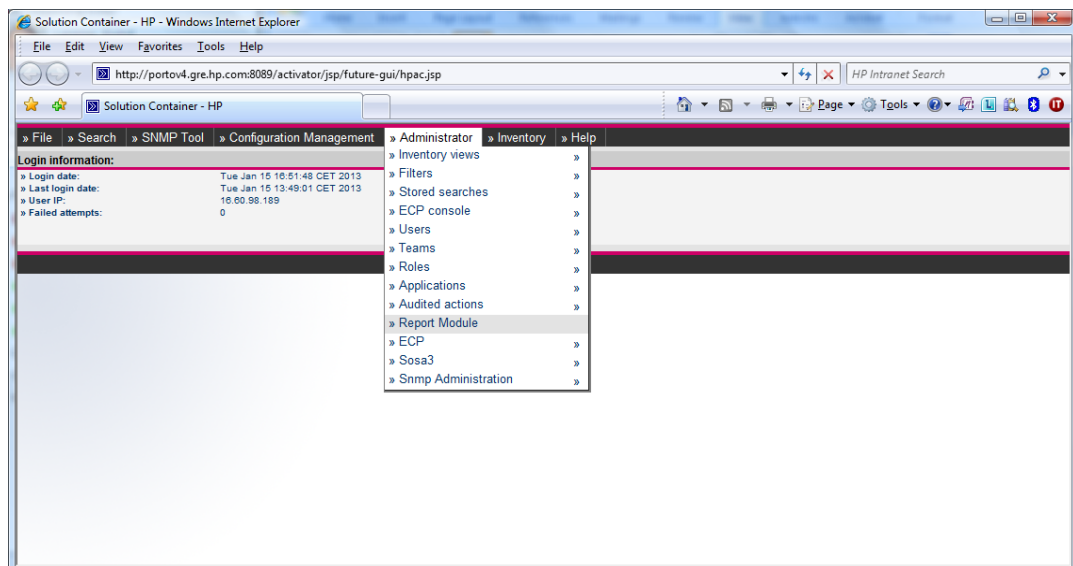 Solution Container - HP - Windows Internet Explorer
File Edit View Favorites Tools Help
http://portov4.gre.hp.com:8089/activator/jsp/future-gui/hpac.jsp
HP Intranet Search
Solution Container - HP
Page Tools
» File » Search » SNMP Tool » Configuration Management » Administrator » Inventory » Help
Login information:
» Login date: Tue Jan 15 16:51:48 CET 2013
» Last login date: Tue Jan 15 13:49:01 CET 2013
» User IP: 16.60.98.189
» Failed attempts: 0
» Inventory views »
» Filters »
» Stored searches »
» ECP console »
» Users »
» Teams »
» Roles »
» Applications »
» Audited actions »
» Report Module
» ECP »
» Sosa3 »
» Snmp Administration »